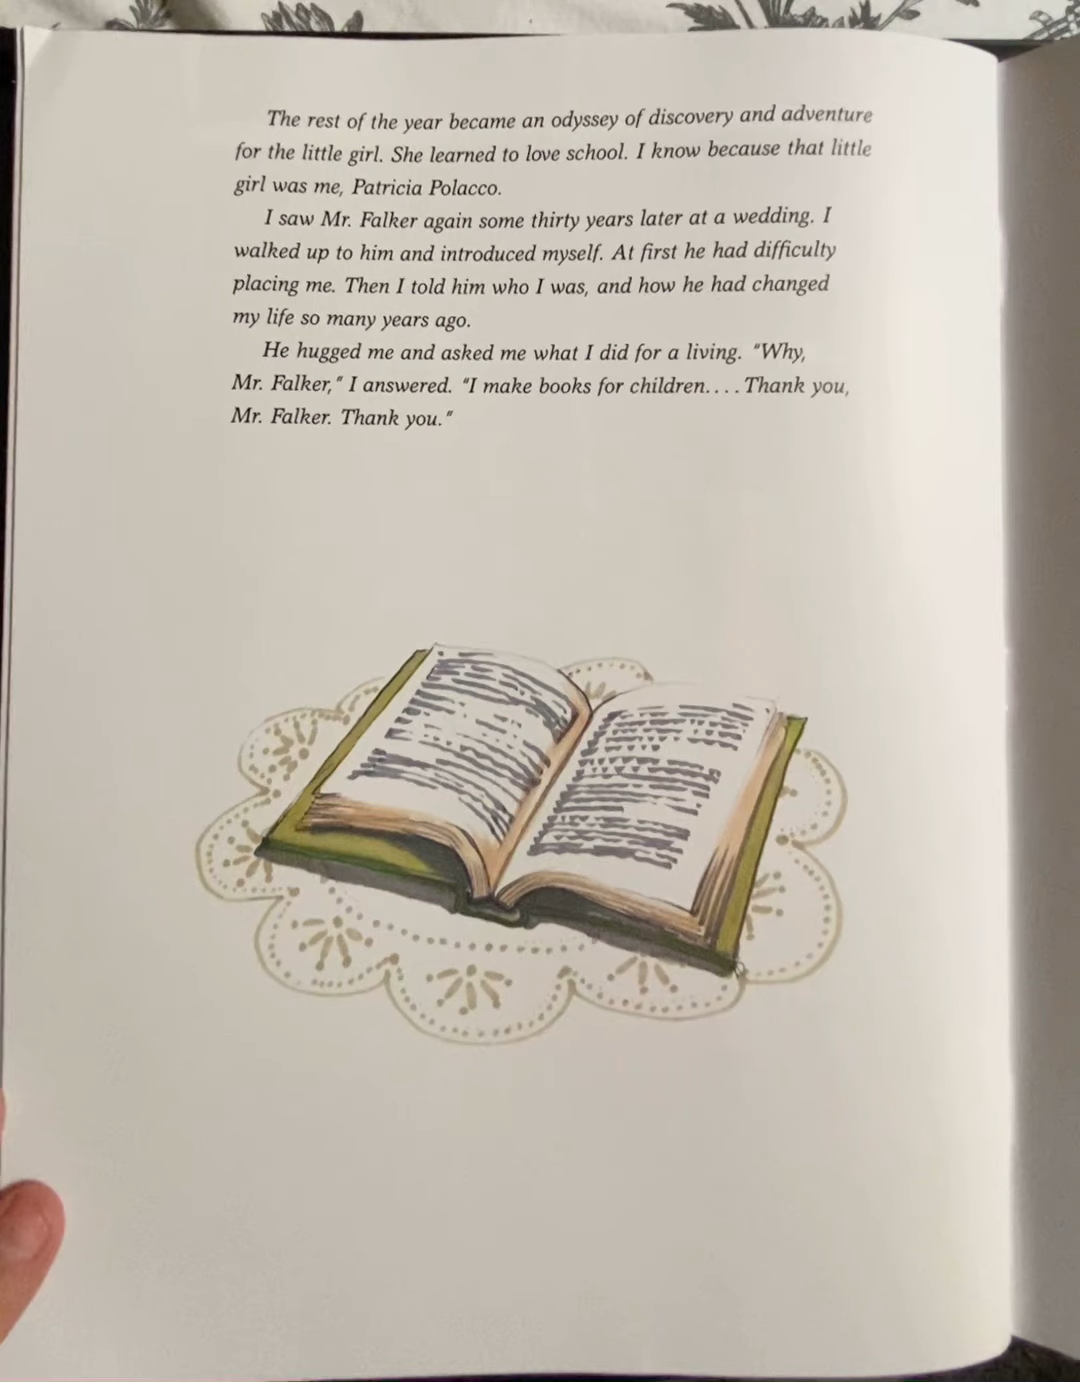 The rest of the year became an odyssey of discovery and adventure
for the little girl. She learned to love school. I know because that little
girl was me, Patricia Polacco.
I saw Mr. Falker again some thirty years later at a wedding. I
walked up to him and introduced myself. At first he had difficulty
placing me. Then I told him who I was, and how he had changed
my life so many years ago.
He hugged me and asked me what I did for a living. "Why,
Mr. Falker," I answered. "I make books for children. . . . Thank you,
Mr. Falker. Thank you."